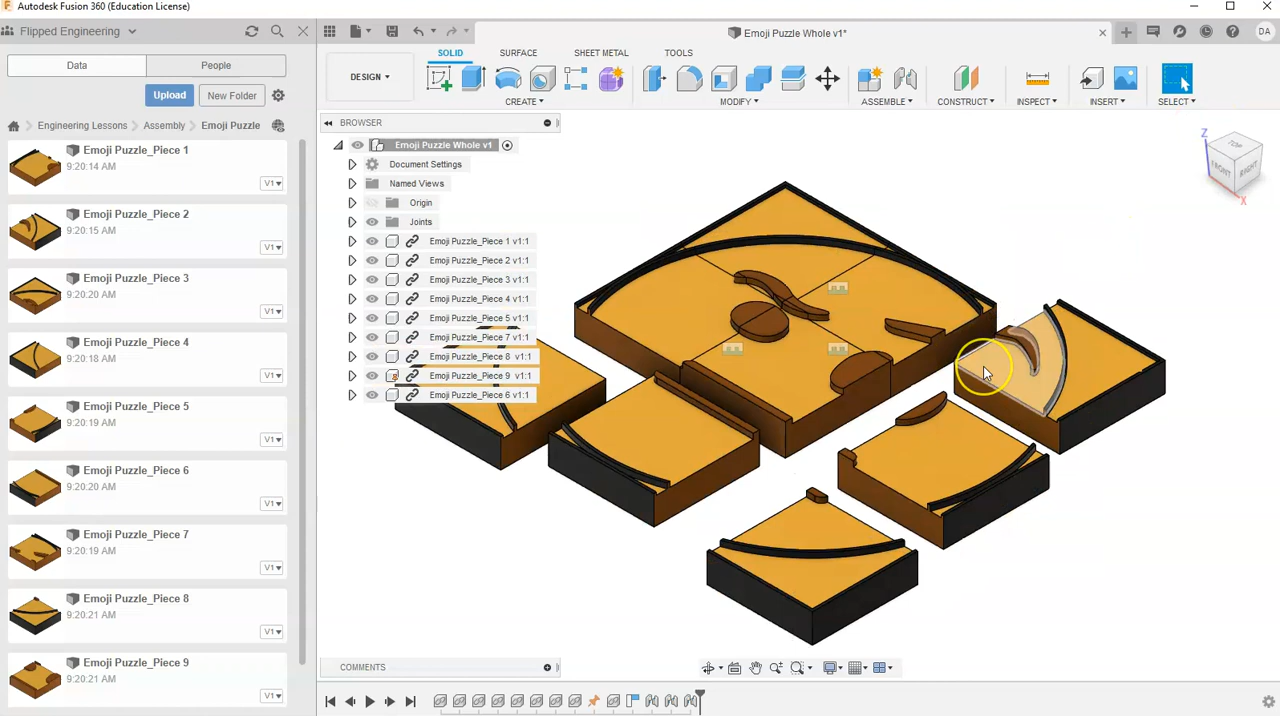 Autodesk Fusion 360 (Education License)
Flipped Engineering
Emoji Puzzle Whole v1*
DA
Data
People
Upload
New Folder
Engineering Lessons
Assembly
Emoji Puzzle
Emoji Puzzle_Piece 1
9:20:14 AM
V1
Emoji Puzzle_Piece 2
9:20:15 AM
V1
Emoji Puzzle_Piece 3
9:20:20 AM
V1
Emoji Puzzle_Piece 4
9:20:18 AM
V1
Emoji Puzzle_Piece 5
9:20:19 AM
V1
Emoji Puzzle_Piece 6
9:20:20 AM
V1
Emoji Puzzle_Piece 7
9:20:19 AM
V1
Emoji Puzzle_Piece 8
9:20:21 AM
V1
Emoji Puzzle_Piece 9
9:20:21 AM
V1
DESIGN
SOLID
SURFACE
SHEET METAL
TOOLS
CREATE
MODIFY
ASSEMBLE
CONSTRUCT
INSPECT
INSERT
SELECT
BROWSER
Emoji Puzzle Whole v1
Document Settings
Named Views
Origin
Joints
Emoji Puzzle_Piece 1 v1:1
Emoji Puzzle_Piece 2 v1:1
Emoji Puzzle_Piece 3 v1:1
Emoji Puzzle_Piece 4 v1:1
Emoji Puzzle_Piece 5 v1:1
Emoji Puzzle_Piece 7 v1:1
Emoji Puzzle_Piece 8 v1:1
Emoji Puzzle_Piece 9 v1:1
Emoji Puzzle_Piece 6 v1:1
Z
TOP
FRONT
RIGHT
X
COMMENTS